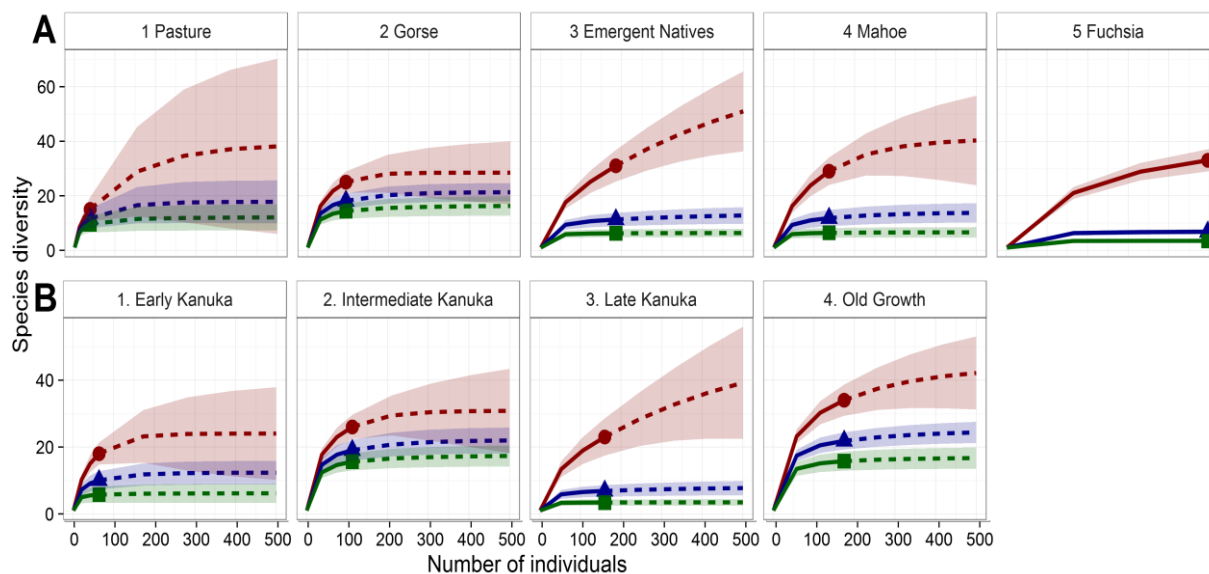 A
1 Pasture
2 Gorse
3 Emergent Natives
4 Mahoe
5 Fuchsia
60
40
20
0
Species diversity
B
1. Early Kanuka
2. Intermediate Kanuka
3. Late Kanuka
4. Old Growth
40
20
0
0 100 200 300 400 500
0 100 200 300 400 500
0 100 200 300 400 500
0 100 200 300 400 500
Number of individuals